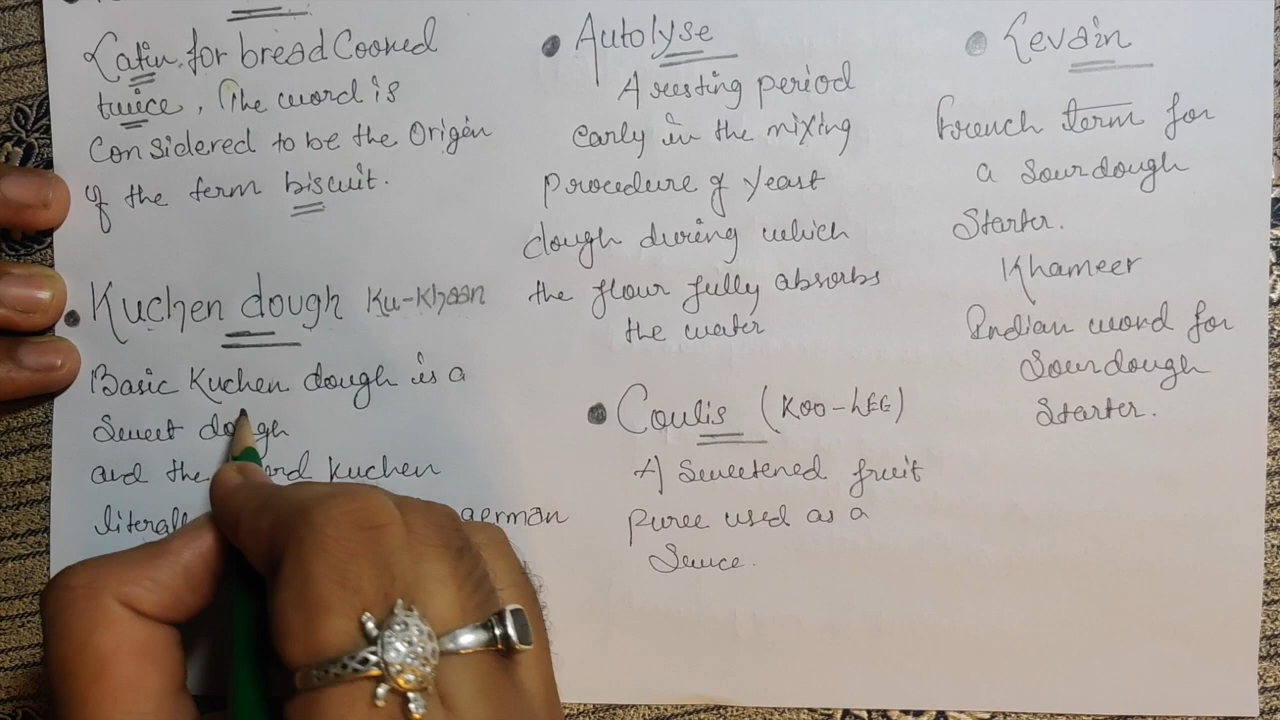 Latin for bread Cooked
twice, The word is
Considered to be the Origin
of the term biscuit.
Kuchen dough Ku-Khaan
Basic Kuchen dough is a
Sweet dough
and the word kuchen
german
Autolyse
A resting period
early in the mixing
procedure of yeast
dough during which
the flour fully absorbs
the water
Coulis (Koo-LEE)
A Sweetened fruit
puree used as a
Sauce.
Levain
French term for
a Sourdough
Starter.
Khameer
Indian word for
Sourdough
Starter.